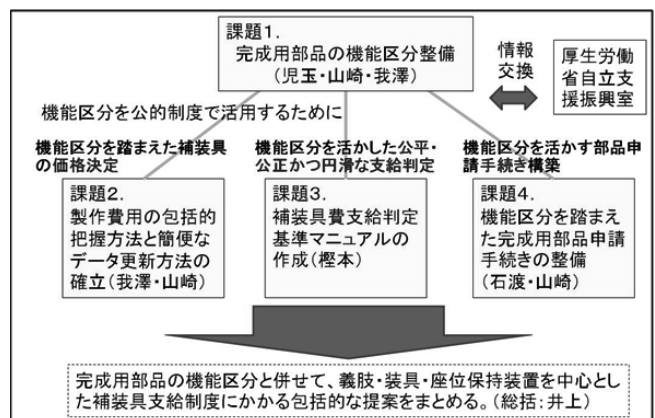 課題1.
完成用部品の機能区分整備
(児玉・山崎・我澤)
情報
交換
厚生労働
省自立支
援振興室
機能区分を公的制度で活用するために
機能区分を踏まえた補装具
の価格決定
機能区分を活かした公平・
公正かつ円滑な支給判定
機能区分を活かす部品申
請手続き構築
課題2.
製作費用の包括的
把握方法と簡便な
データ更新方法の
確立(我澤・山崎)
課題3.
補装具費支給判定
基準マニュアルの
作成(樫本)
課題4.
機能区分を踏まえ
た完成用部品申請
手続きの整備
(石渡・山崎)
完成用部品の機能区分と併せて、義肢・装具・座位保持装置を中心とし
た補装具支給制度にかかる包括的な提案をまとめる。(総括:井上)